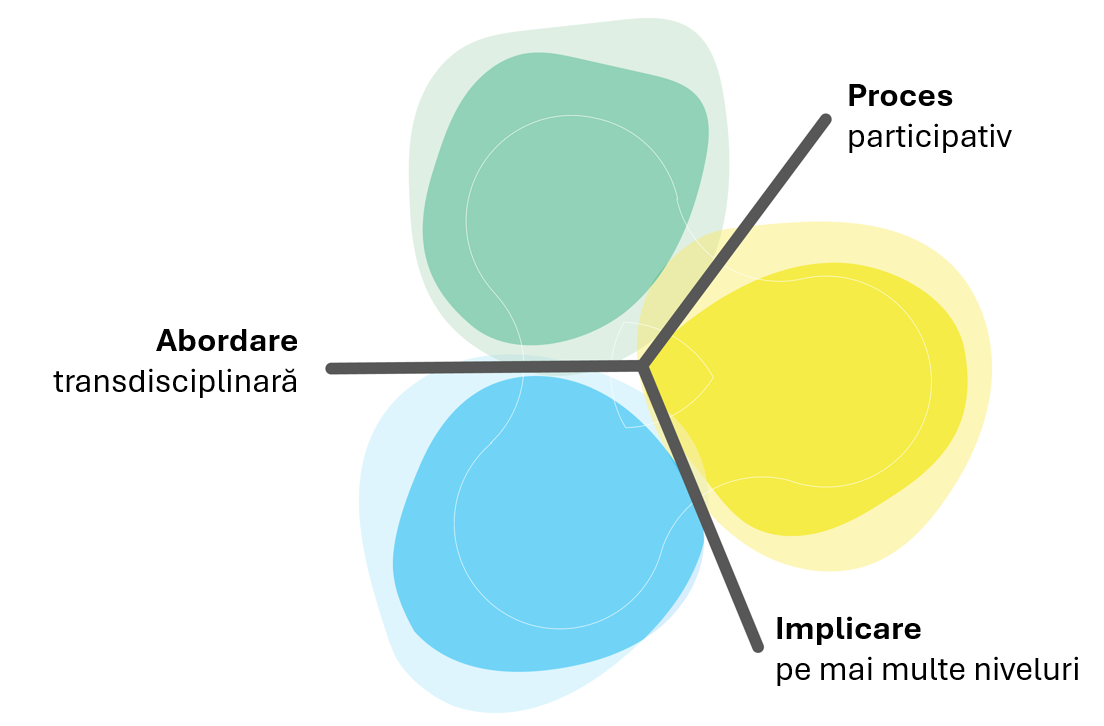 Proces
participativ
Abordare
transdisciplinară
Implicare
pe mai multe niveluri